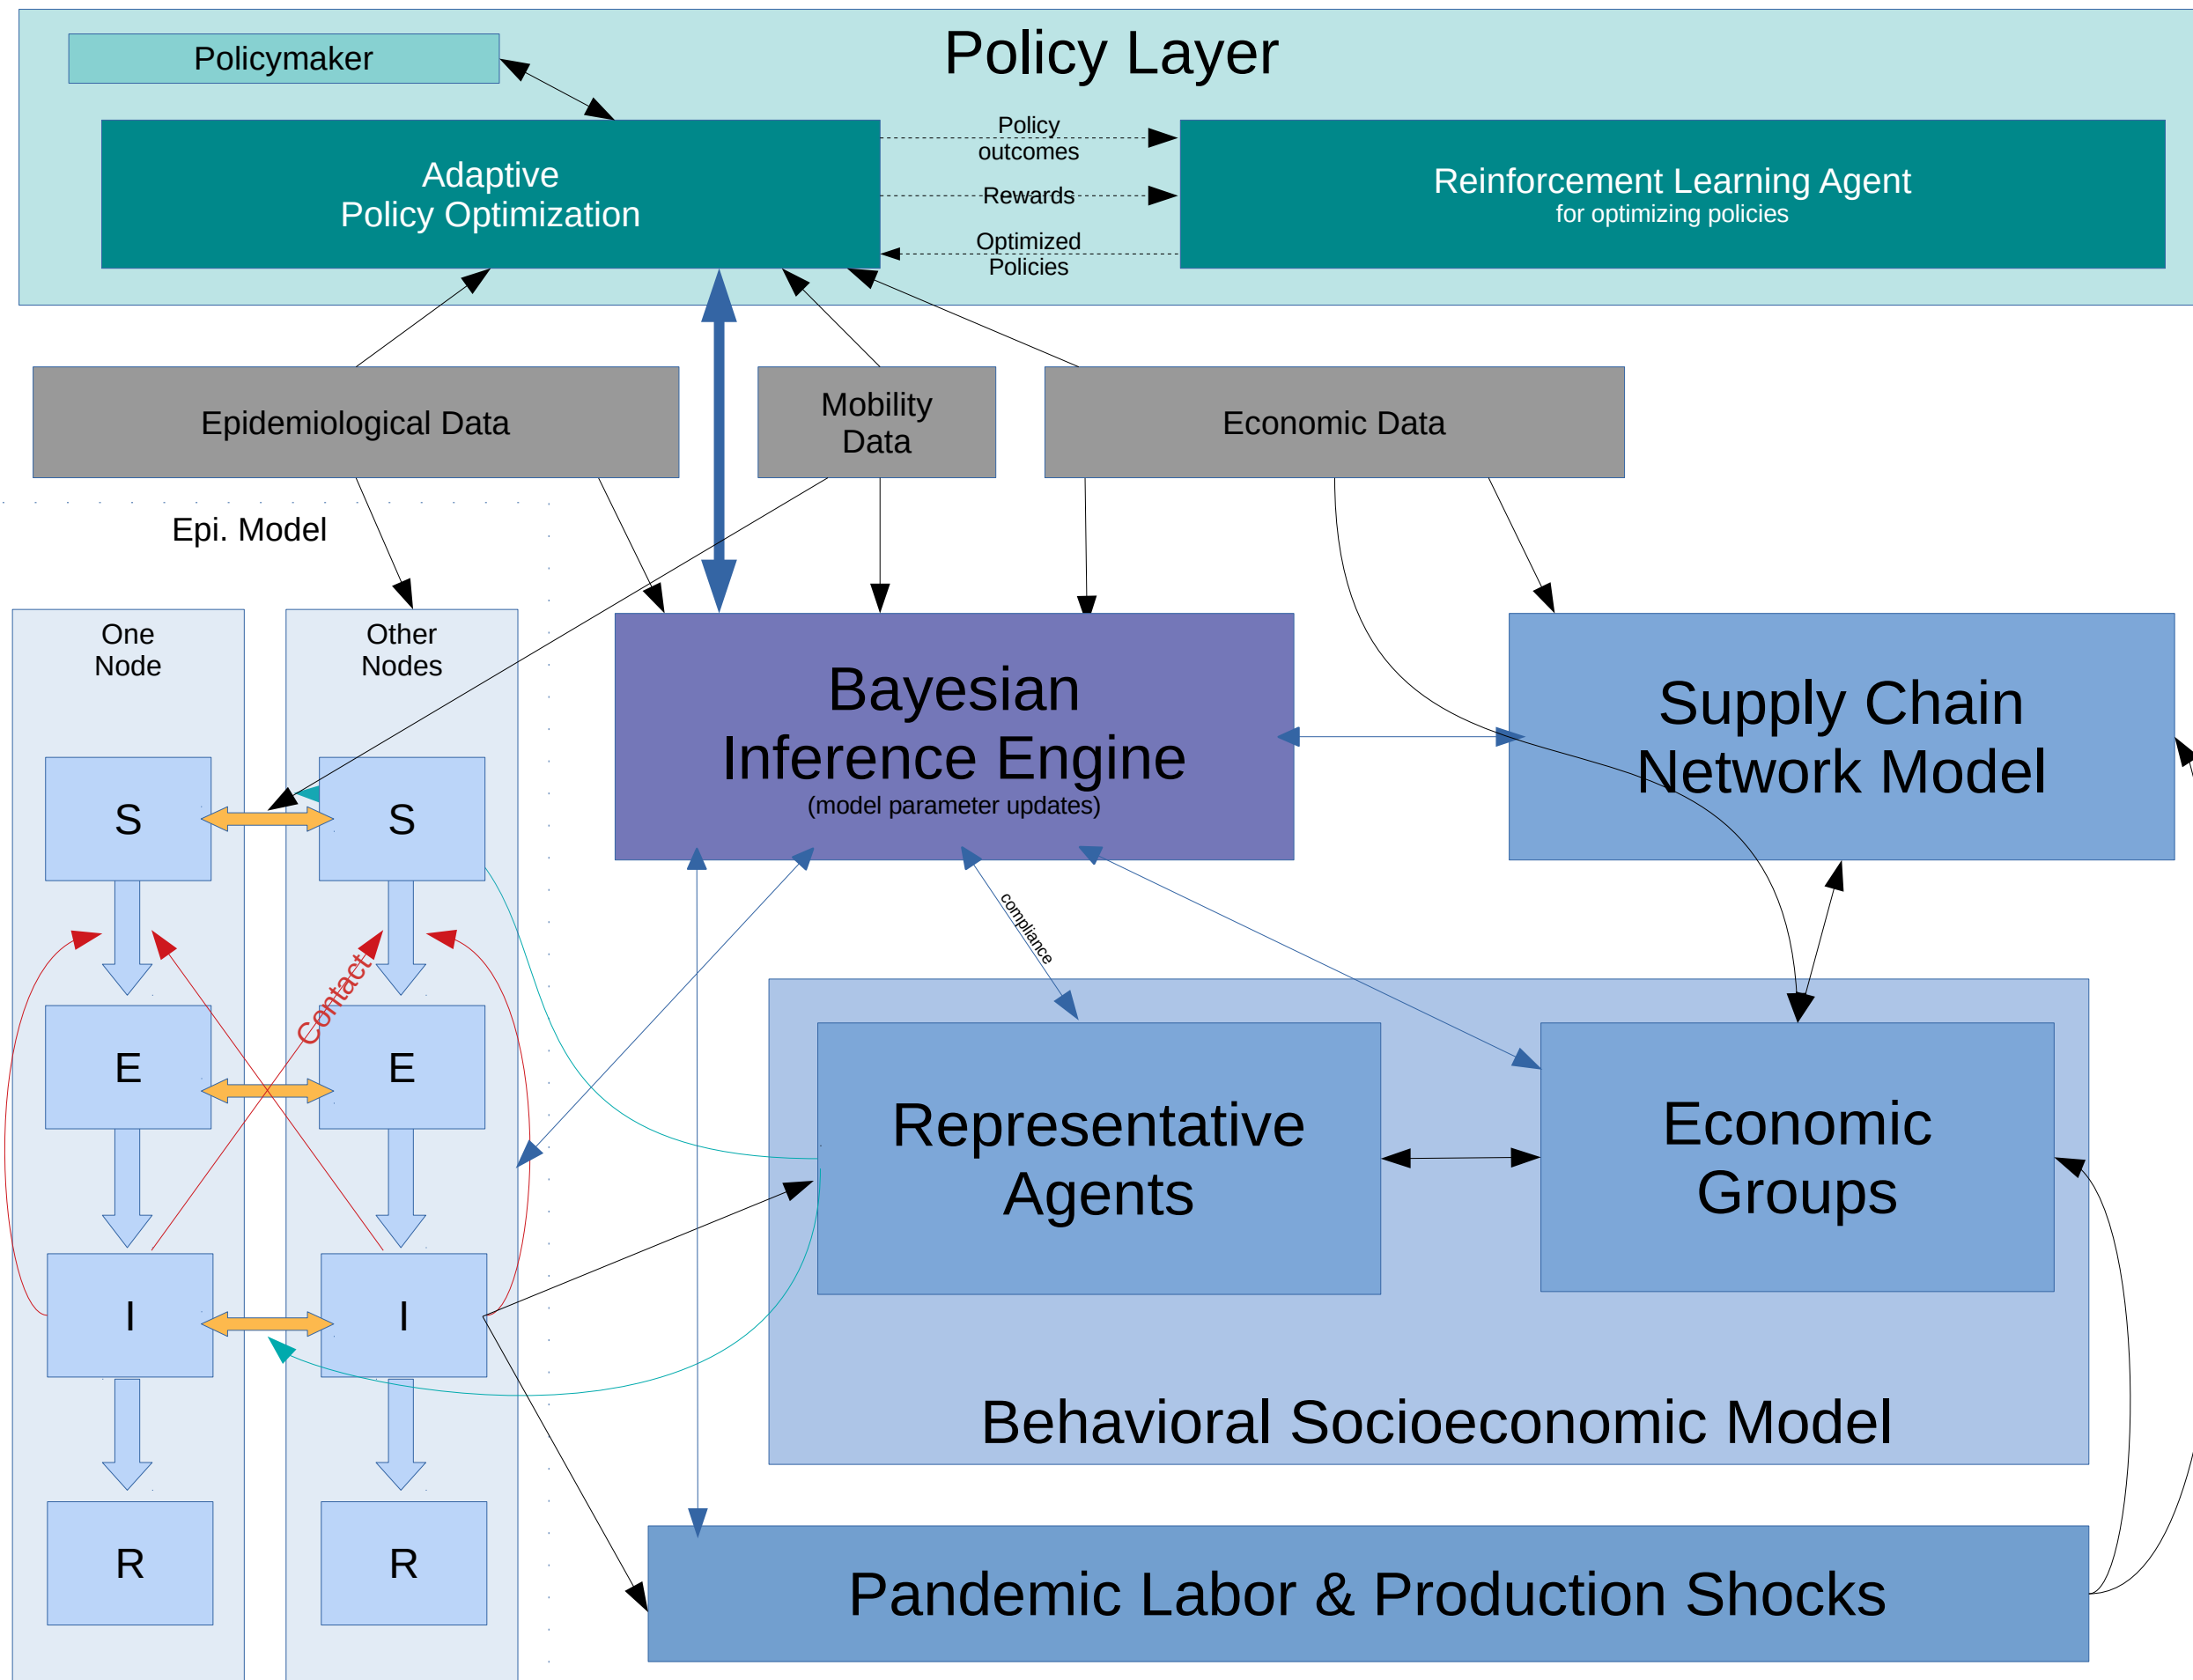 Policy Layer
Policymaker
Adaptive
Policy Optimization
Policy
outcomes
Rewards
Optimized
Policies
Reinforcement Learning Agent
for optimizing policies
Epidemiological Data
Mobility
Data
Economic Data
Epi. Model
One
Node
Other
Nodes
Bayesian
Inference Engine
(model parameter updates)
Supply Chain
Network Model
S
S
compliance
Contact
E
E
Representative
Agents
Economic
Groups
I
I
Behavioral Socioeconomic Model
R
R
Pandemic Labor & Production Shocks